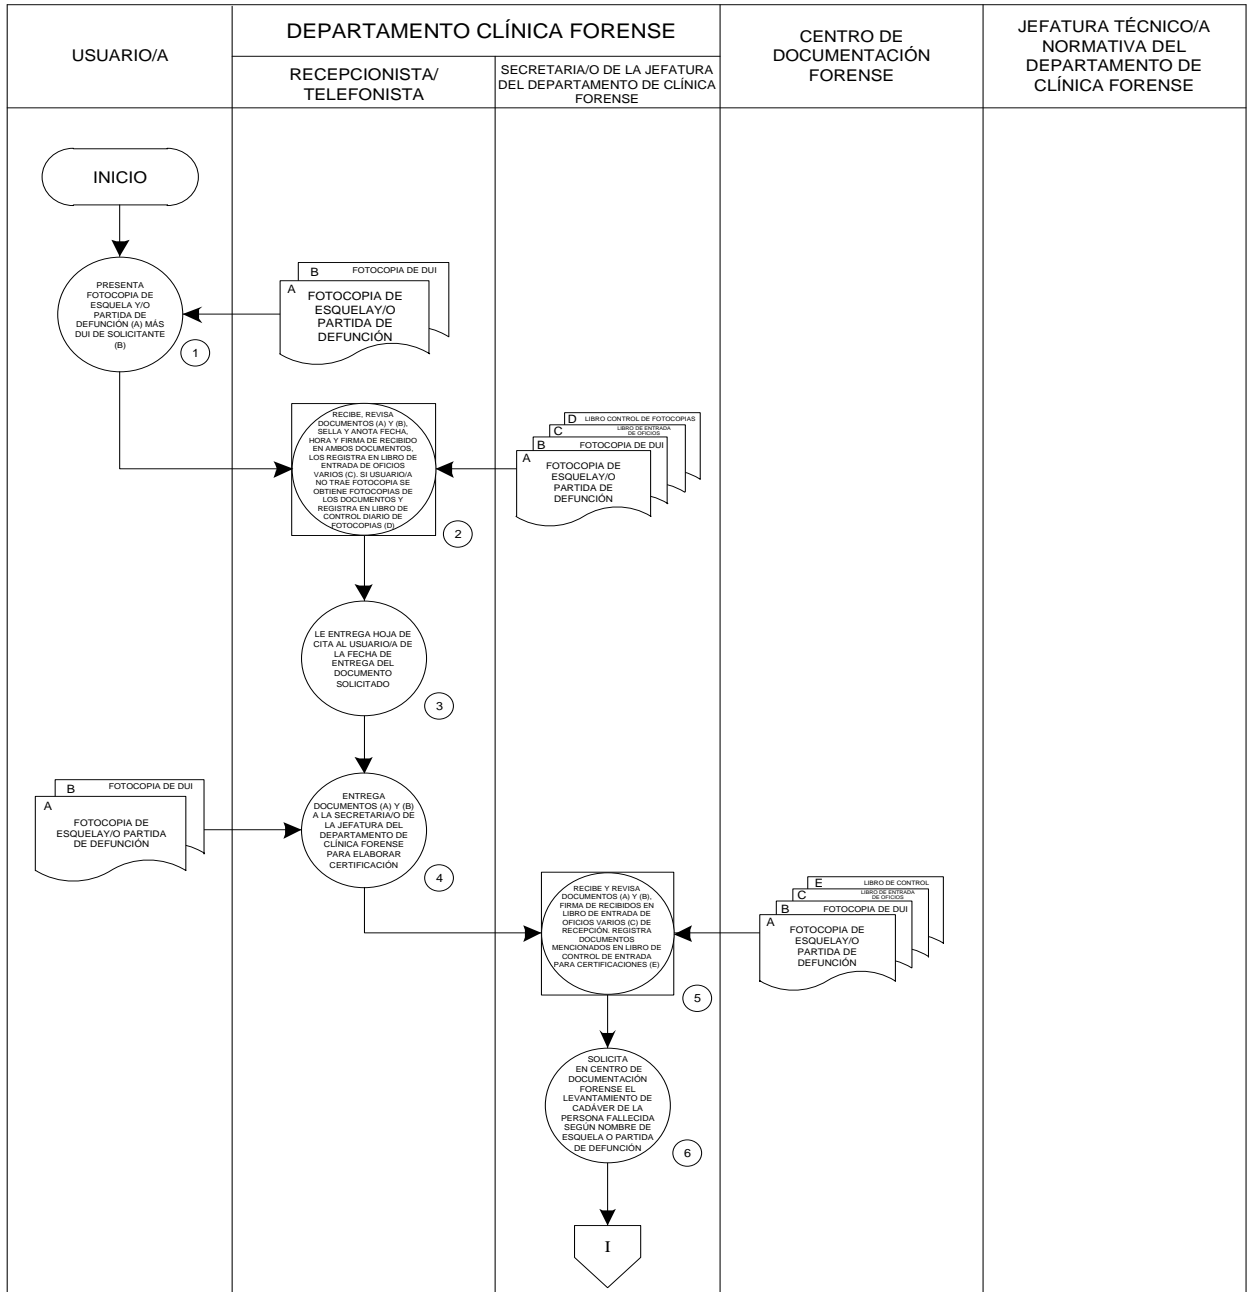 USUARIO/A
DEPARTAMENTO CLÍNICA FORENSE
RECEPCIONISTA/
TELEFONISTA
SECRETARIA/O DE LA JEFATURA
DEL DEPARTAMENTO DE CLÍNICA
FORENSE
CENTRO DE
DOCUMENTACIÓN
FORENSE
JEFATURA TÉCNICO/A
NORMATIVA DEL
DEPARTAMENTO DE
CLÍNICA FORENSE
INICIO
PRESENTA
FOTOCOPIA DE
ESQUELA Y/O
PARTIDA DE
DEFUNCIÓN (A) MÁS
DUI DE SOLICITANTE
(B)
1
B FOTOCOPIA DE DUI
A
FOTOCOPIA DE
ESQUELAY/O
PARTIDA DE
DEFUNCIÓN
RECIBE, REVISA
DOCUMENTOS (A) Y (B),
SELLA Y ANOTA FECHA,
HORA Y FIRMA DE RECIBIDO
EN AMBOS DOCUMENTOS,
LOS REGISTRA EN LIBRO DE
ENTRADA DE OFICIOS
VARIOS (C). SI USUARIO/A
NO TRAE FOTOCOPIA SE
OBTIENE FOTOCOPIAS DE
LOS DOCUMENTOS Y
REGISTRA EN LIBRO DE
CONTROL DIARIO DE
FOTOCOPIAS (D)
2
D LIBRO CONTROL DE FOTOCOPIAS
C LIBRO DE ENTRADA
DE OFICIOS
B FOTOCOPIA DE DUI
A
FOTOCOPIA DE
ESQUELAY/O
PARTIDA DE
DEFUNCIÓN
LE ENTREGA HOJA DE
CITA AL USUARIO/A DE
LA FECHA DE
ENTREGA DEL
DOCUMENTO
SOLICITADO
3
B FOTOCOPIA DE DUI
A
FOTOCOPIA DE
ESQUELAY/O PARTIDA
DE DEFUNCIÓN
ENTREGA
DOCUMENTOS (A) Y (B)
A LA SECRETARIA/O DE
LA JEFATURA DEL
DEPARTAMENTO DE
CLÍNICA FORENSE
PARA ELABORAR
CERTIFICACIÓN
4
RECIBE Y REVISA
DOCUMENTOS (A) Y (B),
FIRMA DE RECIBIDOS EN
LIBRO DE ENTRADA DE
OFICIOS VARIOS (C) DE
RECEPCIÓN. REGISTRA
DOCUMENTOS
MENCIONADOS EN LIBRO DE
CONTROL DE ENTRADA
PARA CERTIFICACIONES (E)
5
E LIBRO DE CONTROL
C LIBRO DE ENTRADA
DE OFICIOS
B FOTOCOPIA DE DUI
A
FOTOCOPIA DE
ESQUELAY/O
PARTIDA DE
DEFUNCIÓN
SOLICITA
EN CENTRO DE
DOCUMENTACIÓN
FORENSE EL
LEVANTAMIENTO DE
CADÁVER DE LA
PERSONA FALLECIDA
SEGÚN NOMBRE DE
ESQUELA O PARTIDA
DE DEFUNCIÓN
6
I